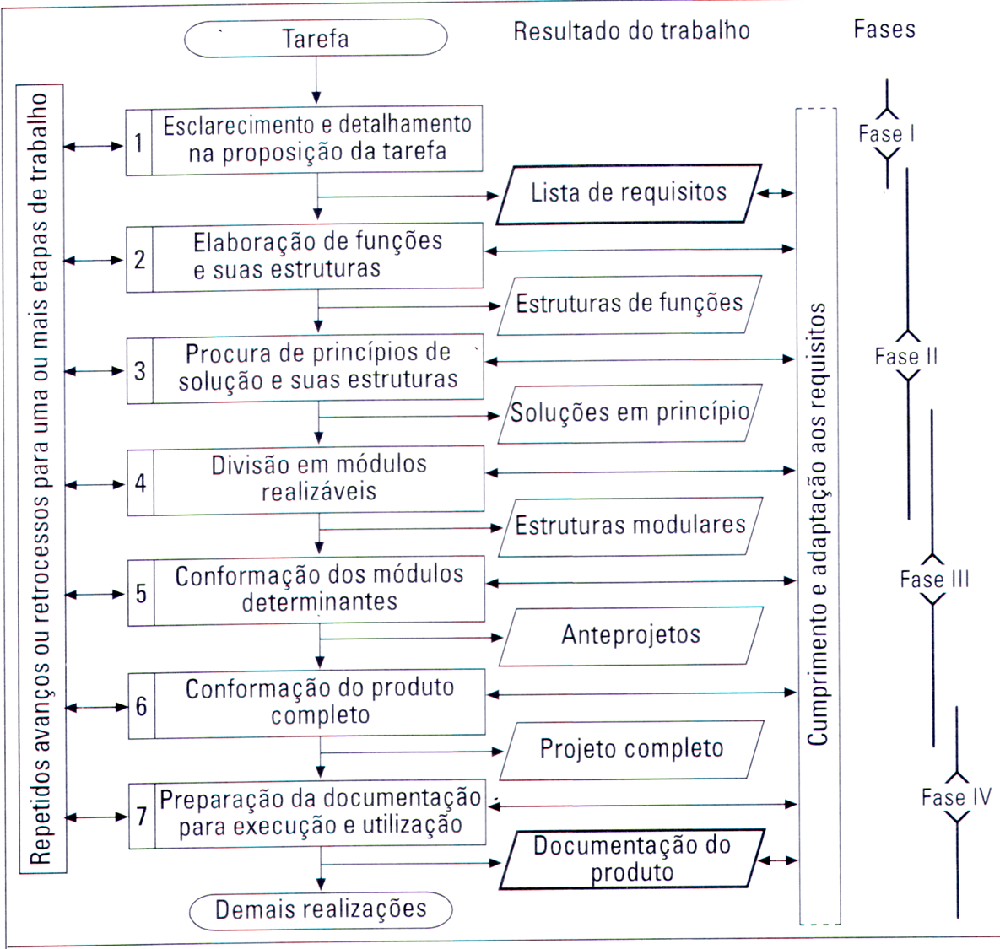 Tarefa
Resultado do trabalho
Fases
Repetidos avanços ou retrocessos para uma ou mais etapas de trabalho
1
Esclarecimento e detalhamento
na proposição da tarefa
Lista de requisitos
2
Elaboração de funções
e suas estruturas
Estruturas de funções
3
Procura de princípios de
solução e suas estruturas
Soluções em princípio
4
Divisão em módulos
realizáveis
Estruturas modulares
5
Conformação dos módulos
determinantes
Anteprojetos
6
Conformação do produto
completo
Projeto completo
7
Preparação da documentação
para execução e utilização
Documentação do
produto
Demais realizações
Cumprimento e adaptação aos requisitos
Fase I
Fase II
Fase III
Fase IV